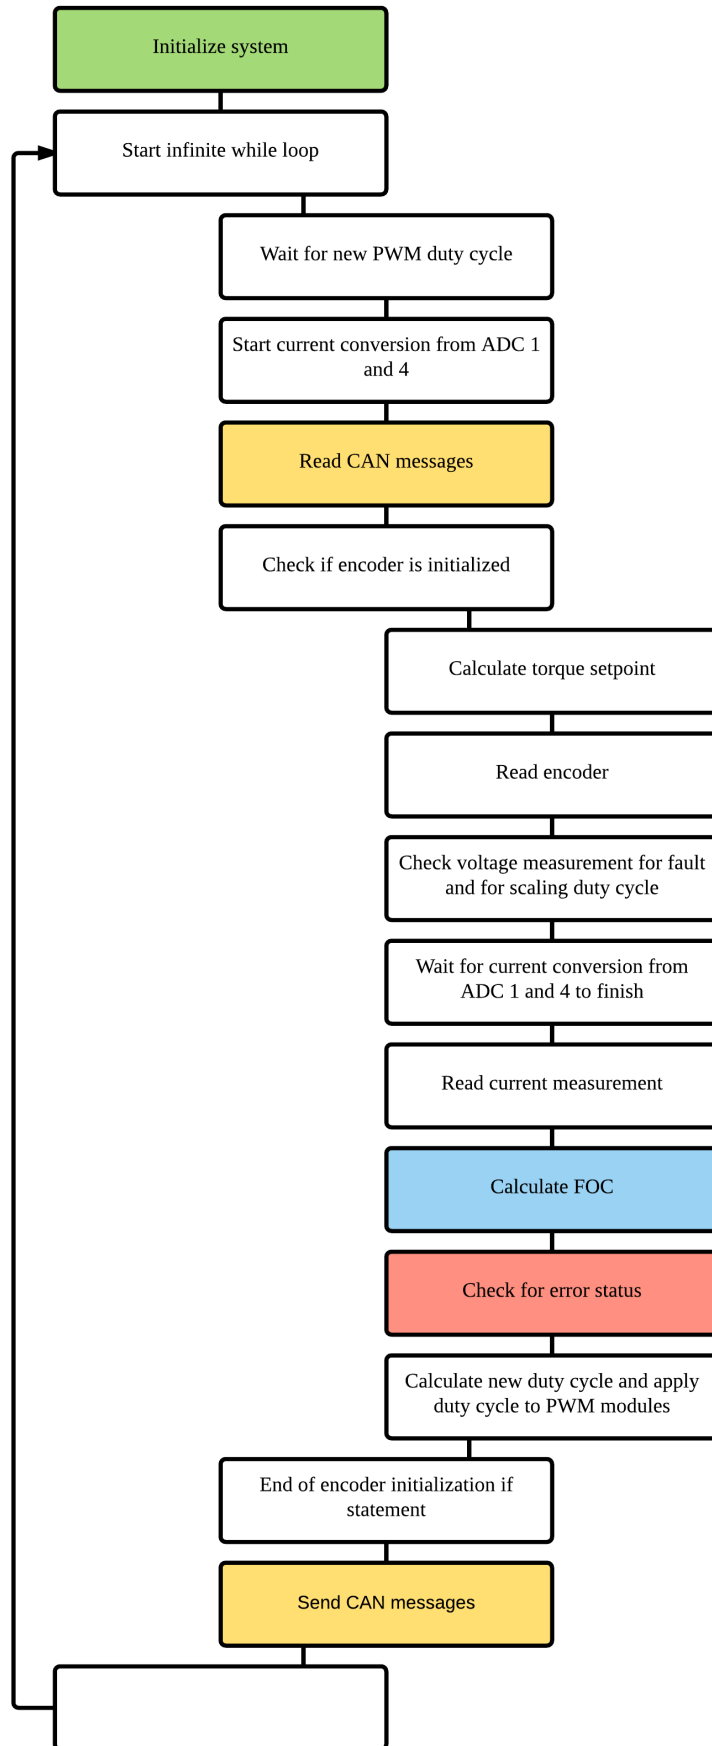 Initialize system
Start infinite while loop
Wait for new PWM duty cycle
Start current conversion from ADC 1
and 4
Read CAN messages
Check if encoder is initialized
Calculate torque setpoint
Read encoder
Check voltage measurement for fault
and for scaling duty cycle
Wait for current conversion from
ADC 1 and 4 to finish
Read current measurement
Calculate FOC
Check for error status
Calculate new duty cycle and apply
duty cycle to PWM modules
End of encoder initialization if
statement
Send CAN messages